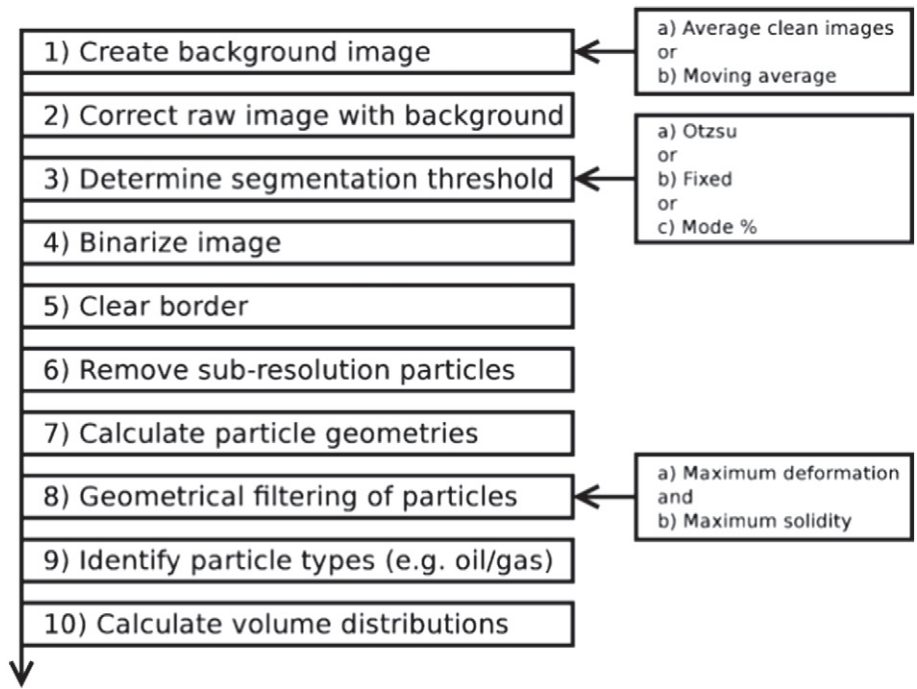 1) Create background image
a) Average clean images
or
b) Moving average
2) Correct raw image with background
3) Determine segmentation threshold
a) Otzsu
or
b) Fixed
or
c) Mode %
4) Binarize image
5) Clear border
6) Remove sub-resolution particles
7) Calculate particle geometries
8) Geometrical filtering of particles
a) Maximum deformation
and
b) Maximum solidity
9) Identify particle types (e.g. oil/gas)
10) Calculate volume distributions